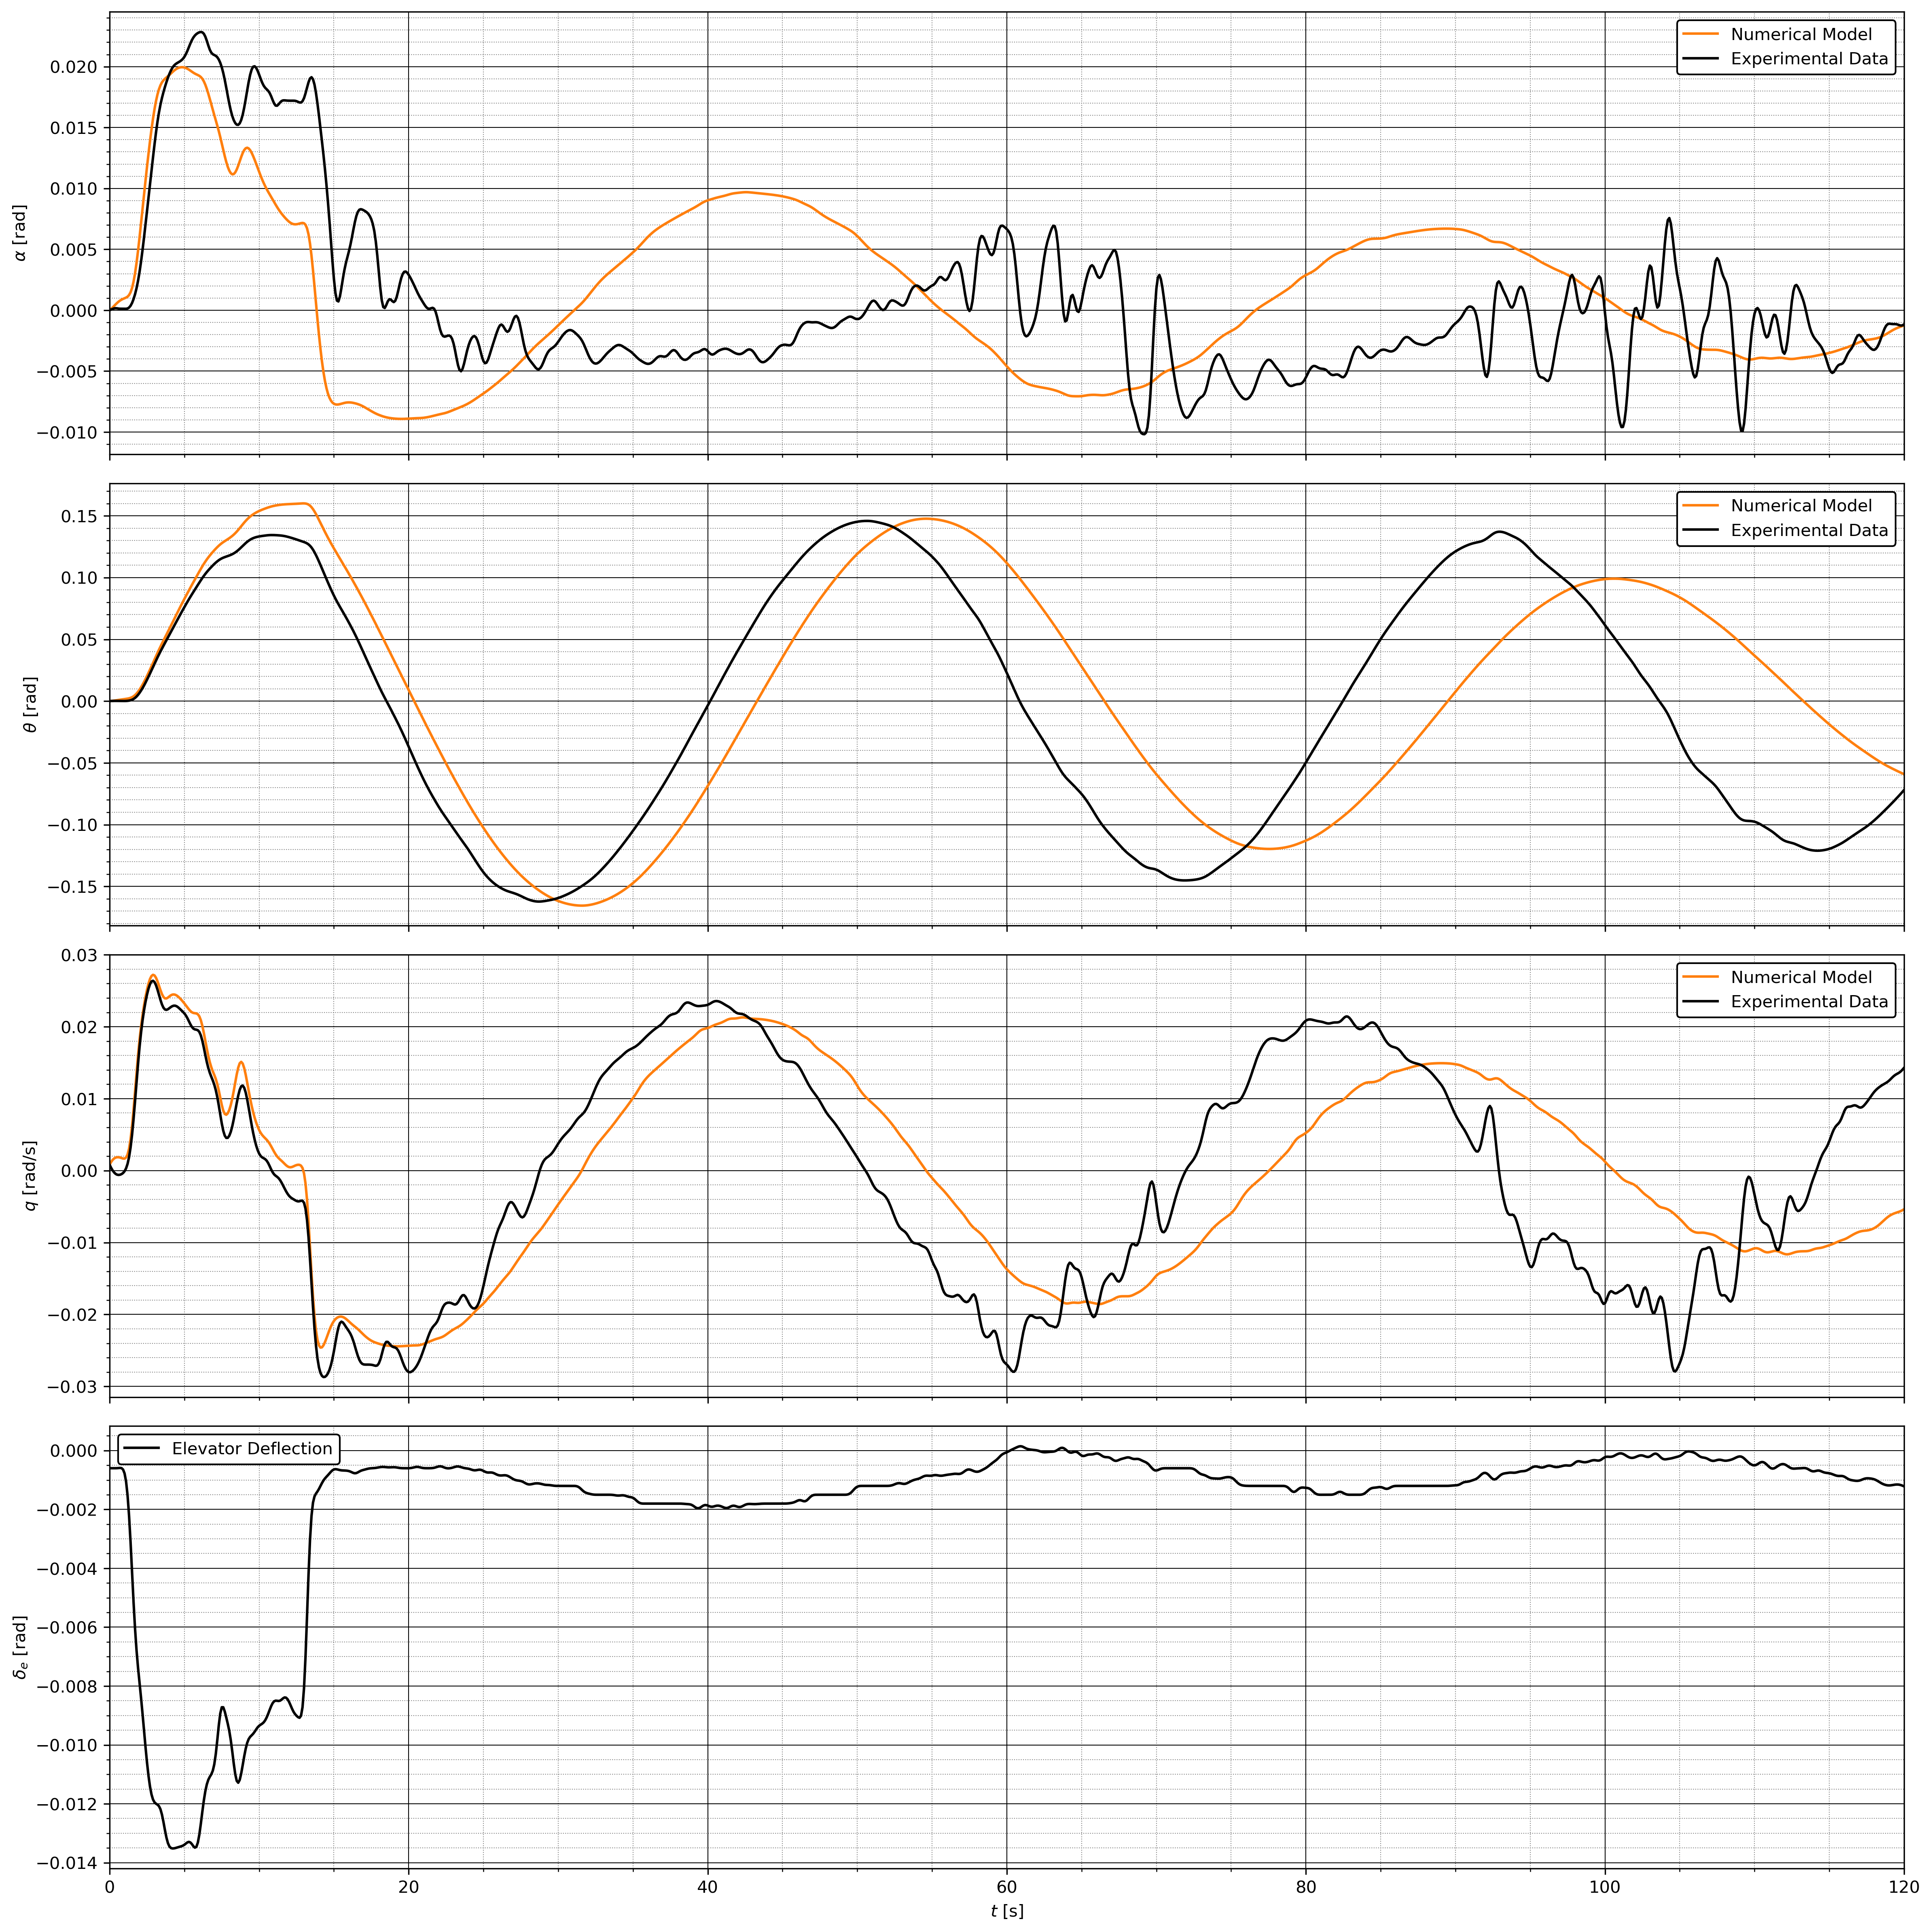 0.020
0.015
0.010
0.005
0.000
−0.005
−0.010
α [rad]
Numerical Model
Experimental Data
0.15
0.10
0.05
0.00
−0.05
−0.10
−0.15
θ [rad]
Numerical Model
Experimental Data
0.03
0.02
0.01
0.00
−0.01
−0.02
−0.03
q [rad/s]
Numerical Model
Experimental Data
0.000
−0.002
−0.004
−0.006
−0.008
−0.010
−0.012
−0.014
δe [rad]
Elevator Deflection
0 20 40 60 80 100 120
t [s]